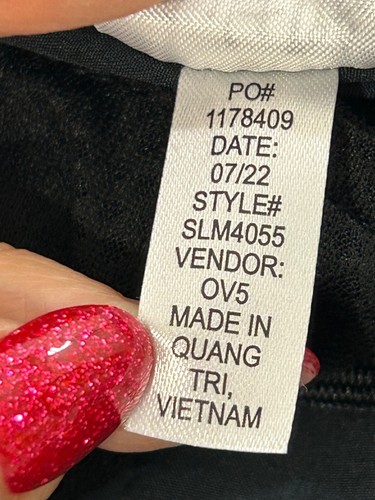 PO#
1178409
DATE:
07/22
STYLE#
SLM4055
VENDOR:
OV5
MADE IN
QUANG
TRI,
VIETNAM